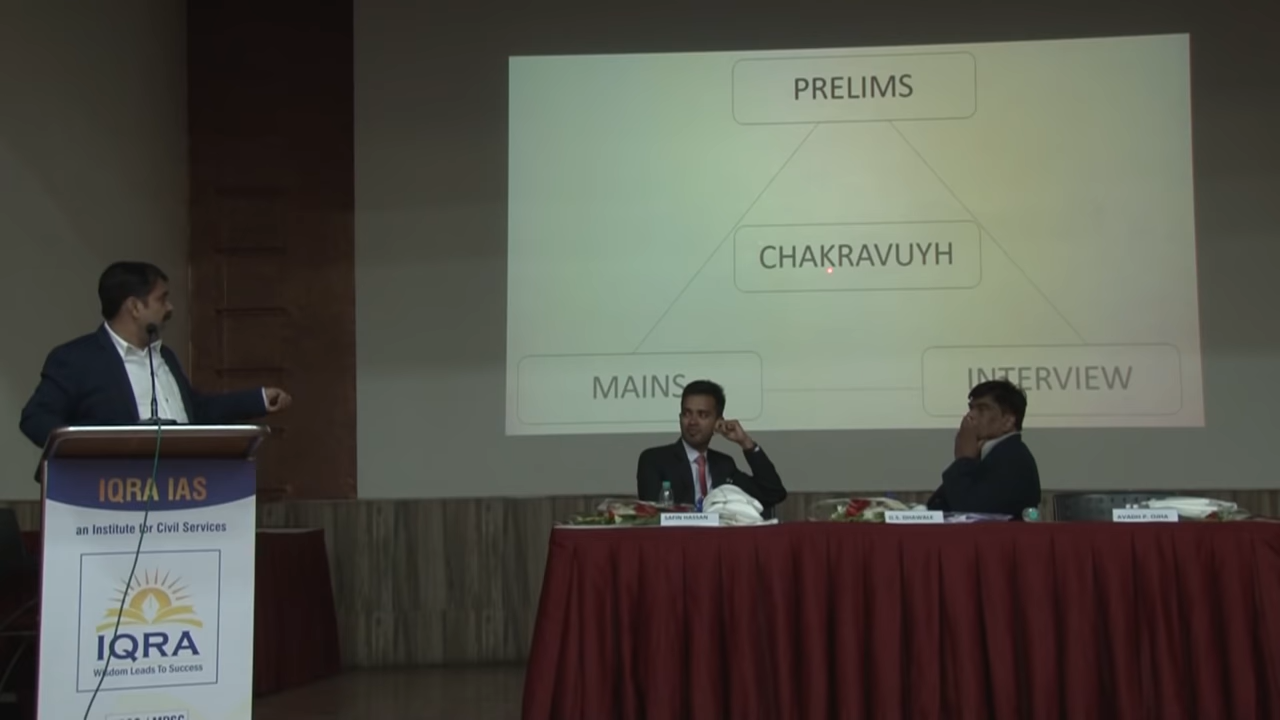 PRELIMS
CHAKRAVUYH
MAINS
INTERVIEW
IQRA IAS
an Institute for Civil Services
IQRA
Wisdom Leads To Success
SAFIN HASSAN